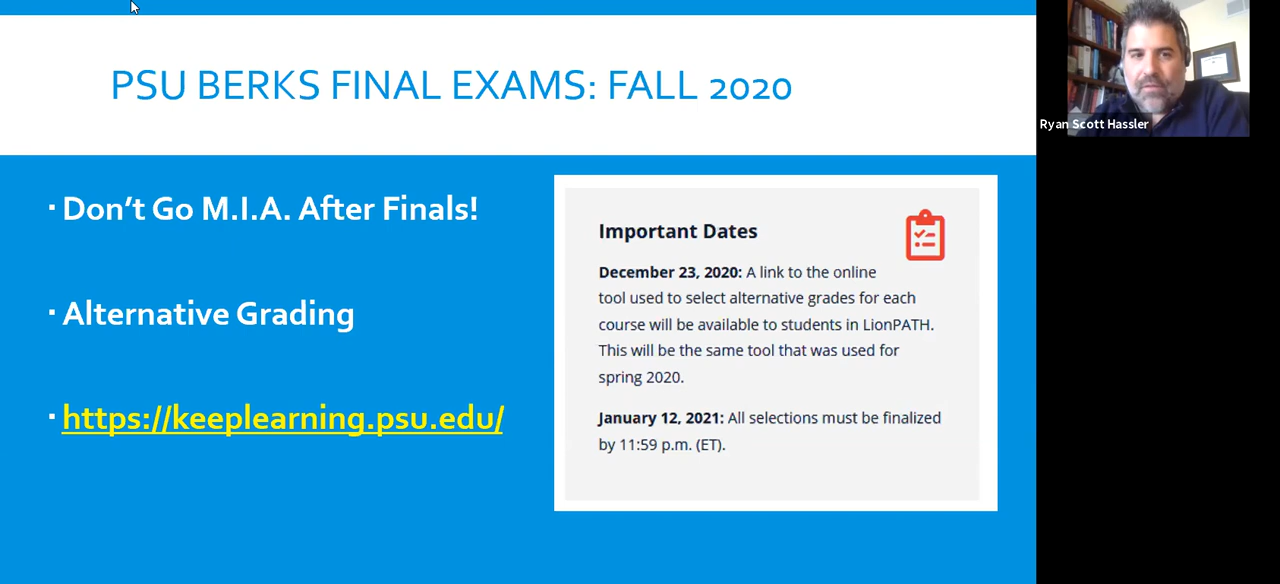 PSU BERKS FINAL EXAMS: FALL 2020
Ryan Scott Hassler
▪ Don't Go M.I.A. After Finals!
▪ Alternative Grading
▪ https://keeplearning.psu.edu/
Important Dates
December 23, 2020: A link to the online
tool used to select alternative grades for each
course will be available to students in LionPATH.
This will be the same tool that was used for
spring 2020.
January 12, 2021: All selections must be finalized
by 11:59 p.m. (ET).